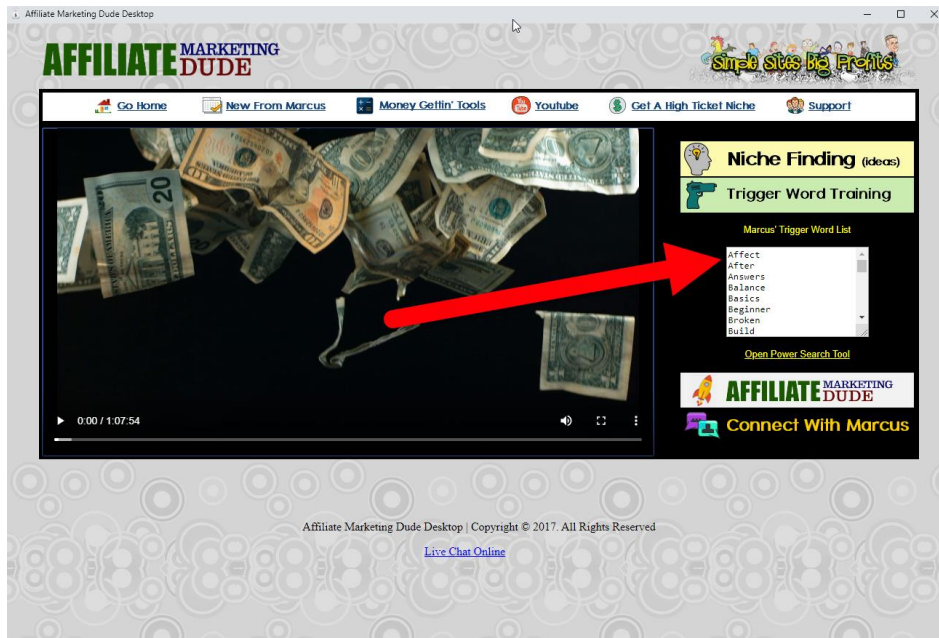 Affiliate Marketing Dude Desktop
AFFILIATE MARKETING DUDE
Simple Sites Big Profits
Go Home
New From Marcus
Money Gettin' Tools
Youtube
Get A High Ticket Niche
Support
Niche Finding (ideas)
Trigger Word Training
Marcus' Trigger Word List
Affect
After
Answers
Balance
Basics
Beginner
Broken
Build
Open Power Search Tool
AFFILIATE MARKETING DUDE
Connect With Marcus
20
0:00 / 1:07:54
Affiliate Marketing Dude Desktop | Copyright © 2017. All Rights Reserved
Live Chat Online